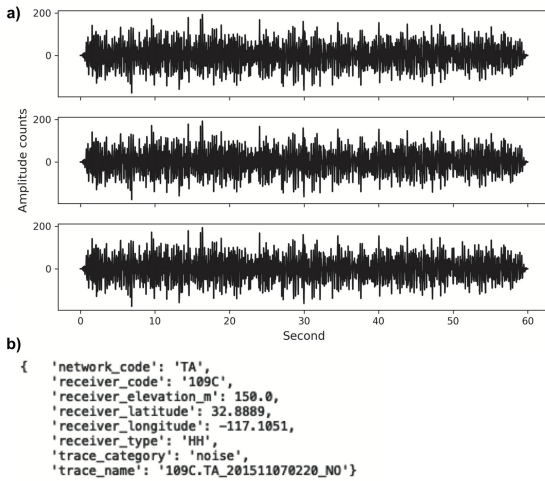 a)
200
0
200
0
200
0
Amplitude counts
0 10 20 30 40 50 60
Second
b)
{ 'network_code': 'TA',
'receiver_code': '109C',
'receiver_elevation_m': 150.0,
'receiver_latitude': 32.8889,
'receiver_longitude': -117.1051,
'receiver_type': 'HH',
'trace_category': 'noise',
'trace_name': '109C.TA_201511070220_NO'}